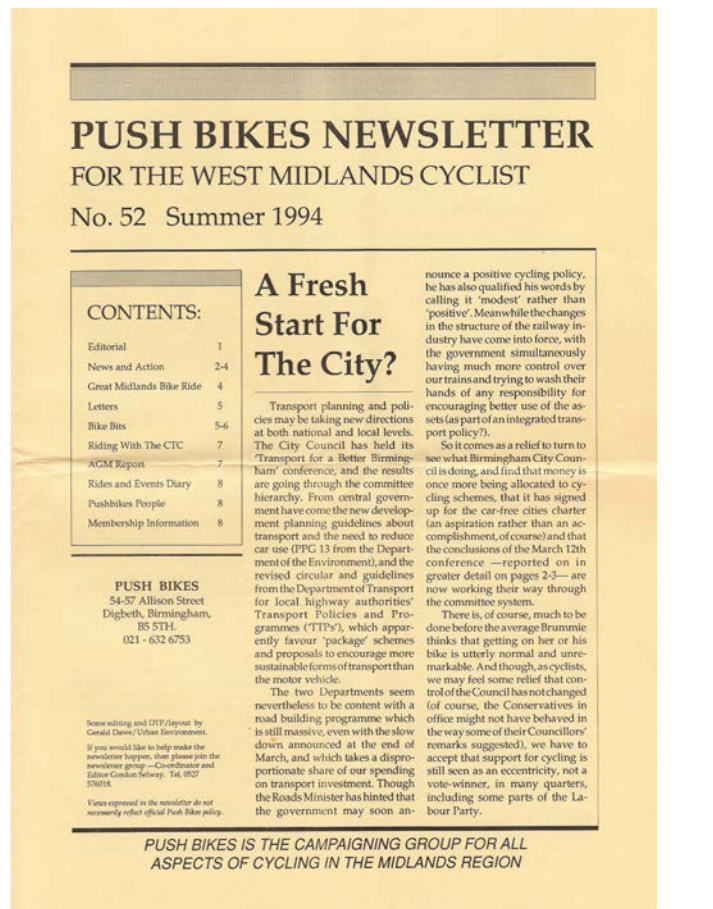 PUSH BIKES NEWSLETTER
FOR THE WEST MIDLANDS CYCLIST
No. 52 Summer 1994
CONTENTS:
Editorial 1
News and Action 2-4
Great Midlands Bike Ride 4
Letters 5
Bike Bits 5-6
Riding With The CTC 7
AGM Report 7
Rides and Events Diary 8
Pushbikes People 8
Membership Information 8
PUSH BIKES
54-57 Allison Street
Digbeth, Birmingham,
B5 5TH.
021 - 632 6753
Some editing and DTP/layout by
Gerald Dawe/Urban Environment.
If you would like to help make the
newsletter happen, then please join the
newsletter group —Co-ordinator and
Editor Gordon Selway. Tel. 0527
576018.
Views expressed in the newsletter do not
necessarily reflect official Push Bikes policy.
A Fresh
Start For
The City?
Transport planning and poli-
cies may be taking new directions
at both national and local levels.
The City Council has held its
'Transport for a Better Birming-
ham' conference, and the results
are going through the committee
hierarchy. From central govern-
ment have come the new develop-
ment planning guidelines about
transport and the need to reduce
car use (PPG 13 from the Depart-
ment of the Environment), and the
revised circular and guidelines
from the Department of Transport
for local highway authorities'
Transport Policies and Pro-
grammes ('TPPs'), which appar-
ently favour 'package' schemes
and proposals to encourage more
sustainable forms of transport than
the motor vehicle.
The two Departments seem
nevertheless to be content with a
road building programme which
is still massive, even with the slow
down announced at the end of
March, and which takes a dispro-
portionate share of our spending
on transport investment. Though
the Roads Minister has hinted that
the government may soon an-
nounce a positive cycling policy,
he has also qualified his words by
calling it 'modest' rather than
'positive'. Meanwhile the changes
in the structure of the railway in-
dustry have come into force, with
the government simultaneously
having much more control over
our trains and trying to wash their
hands of any responsibility for
encouraging better use of the as-
sets (as part of an integrated trans-
port policy?).
So it comes as a relief to turn to
see what Birmingham City Coun-
cil is doing, and find that money is
once more being allocated to cy-
cling schemes, that it has signed
up for the car-free cities charter
(an aspiration rather than an ac-
complishment, of course) and that
the conclusions of the March 12th
conference —reported on in
greater detail on pages 2-3— are
now working their way through
the committee system.
There is, of course, much to be
done before the average Brummie
thinks that getting on her or his
bike is utterly normal and unre-
markable. And though, as cyclists,
we may feel some relief that con-
trol of the Council has not changed
(of course, the Conservatives in
office might not have behaved in
the way some of their Councillors'
remarks suggested), we have to
accept that support for cycling is
still seen as an eccentricity, not a
vote-winner, in many quarters,
including some parts of the La-
bour Party.
PUSH BIKES IS THE CAMPAIGNING GROUP FOR ALL
ASPECTS OF CYCLING IN THE MIDLANDS REGION